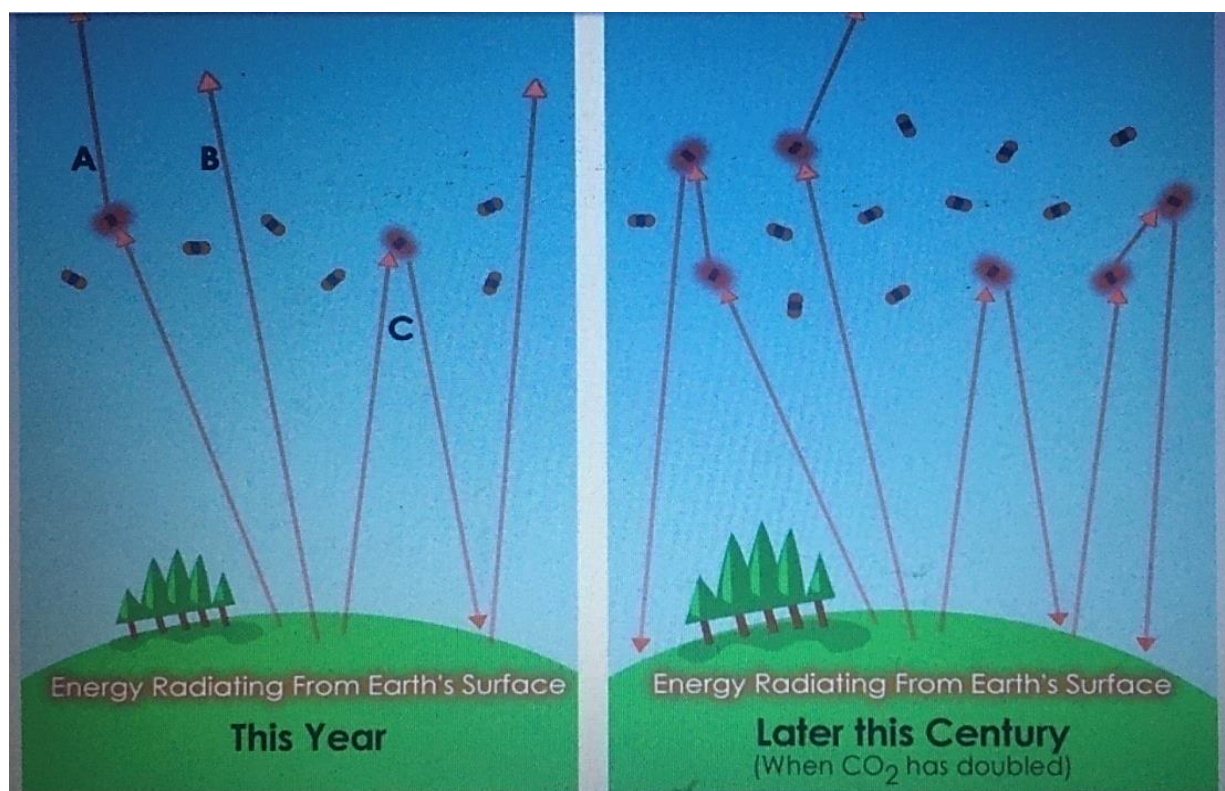 A
B
C
Energy Radiating From Earth's Surface
This Year
Energy Radiating From Earth's Surface
Later this Century
(When CO₂ has doubled)